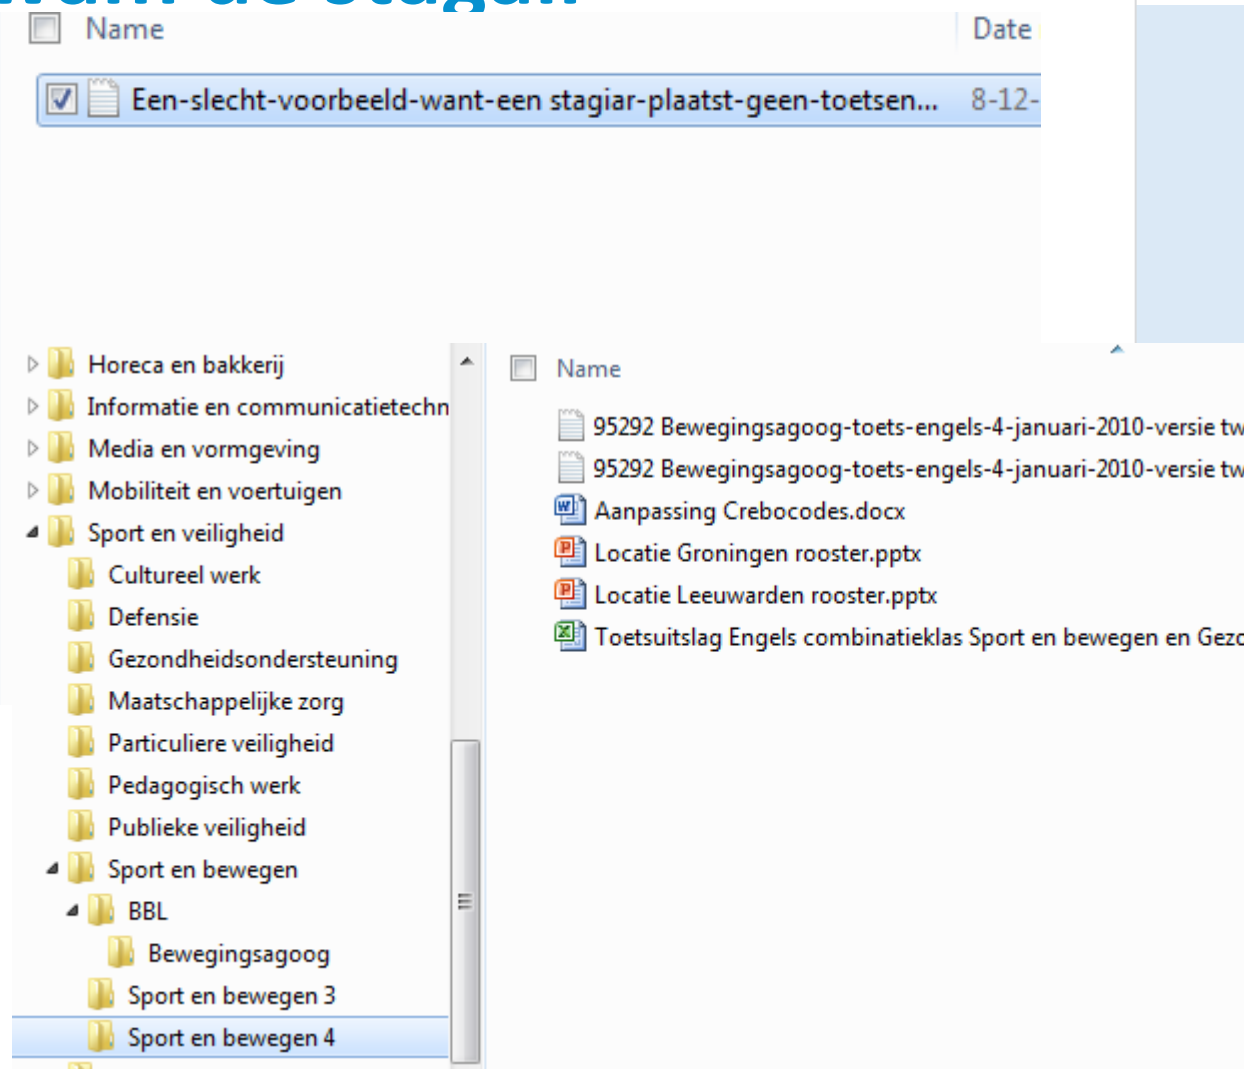 Name Date
Een-slecht-voorbeeld-want-een stagiar-plaatst-geen-toetsen... 8-12-
Horeca en bakkerij
Informatie en communicatietechn
Media en vormgeving
Mobiliteit en voertuigen
Sport en veiligheid
Cultureel werk
Defensie
Gezondheidsondersteuning
Maatschappelijke zorg
Particuliere veiligheid
Pedagogisch werk
Publieke veiligheid
Sport en bewegen
BBL
Bewegingsagoog
Sport en bewegen 3
Sport en bewegen 4
Name
95292 Bewegingsagoog-toets-engels-4-januari-2010-versie tw
95292 Bewegingsagoog-toets-engels-4-januari-2010-versie tw
Aanpassing Crebocodes.docx
Locatie Groningen rooster.pptx
Locatie Leeuwarden rooster.pptx
Toetsuitslag Engels combinatieklas Sport en bewegen en Gezo